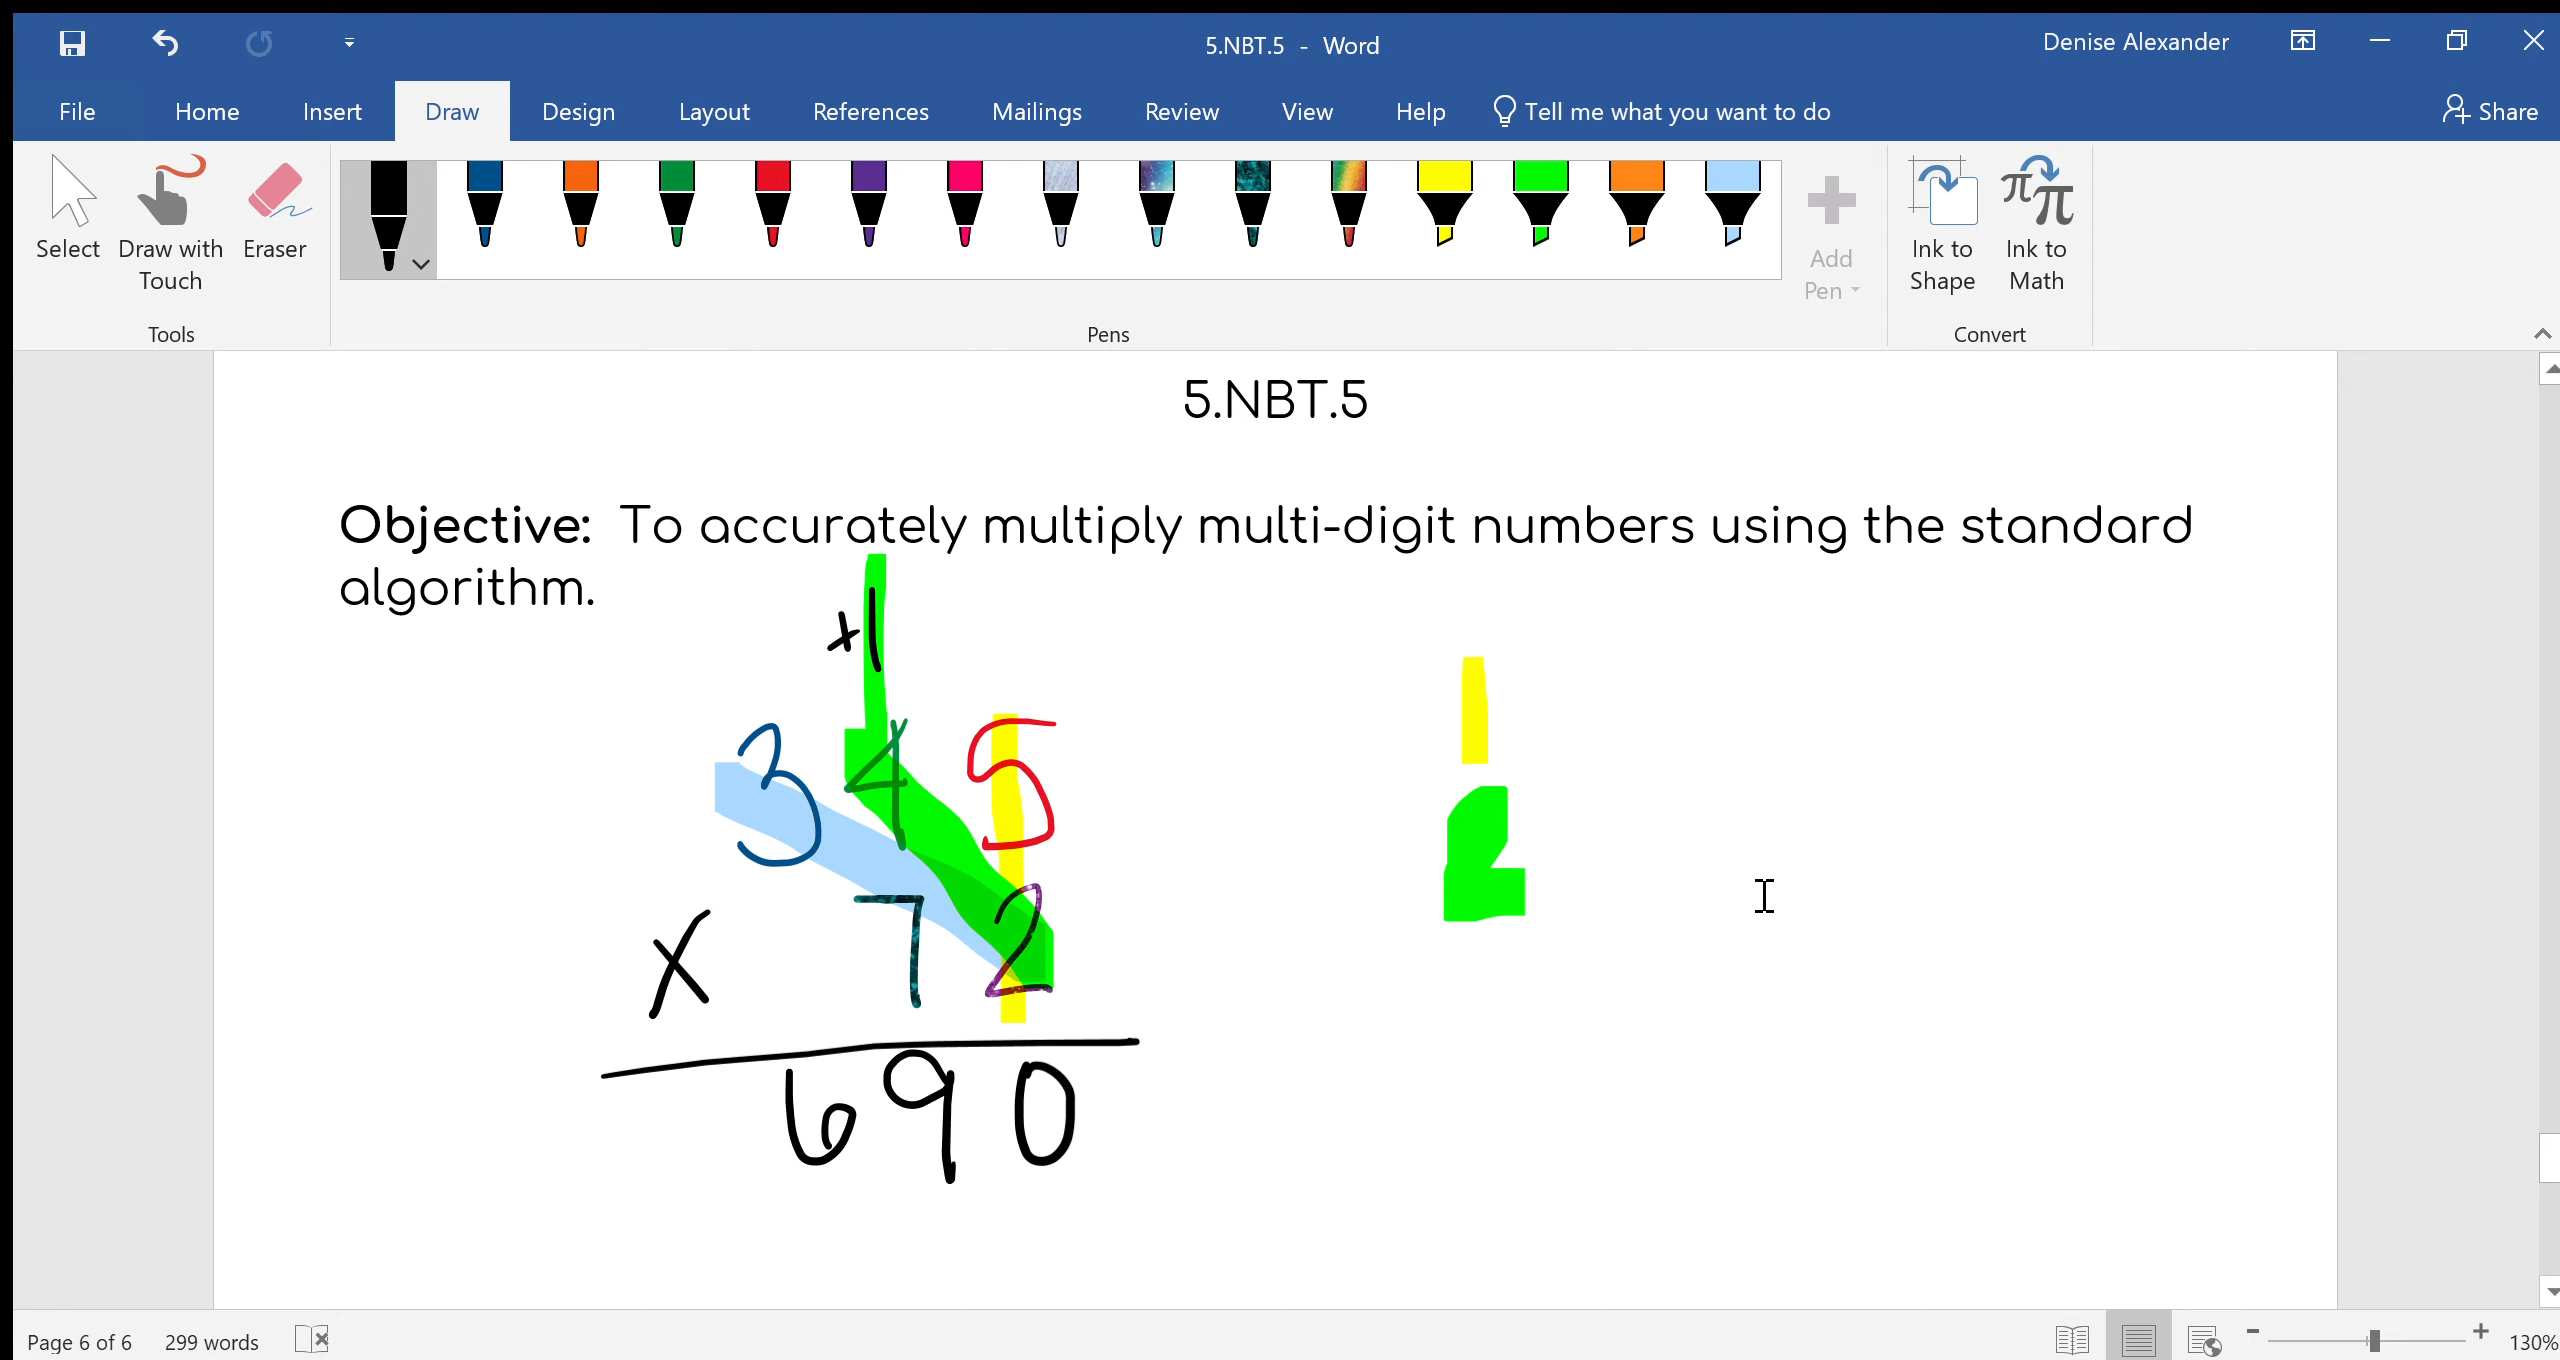 5.NBT.5 - Word
Denise Alexander
File Home Insert Draw Design Layout References Mailings Review View Help Tell me what you want to do
Share
Select Draw with Touch Eraser
Add Pen
Ink to Shape
Ink to Math
Tools
Pens
Convert
5.NBT.5
Objective: To accurately multiply multi-digit numbers using the standard
algorithm.
+1
1
345
2
x 72
690
Page 6 of 6 299 words
- + 130%